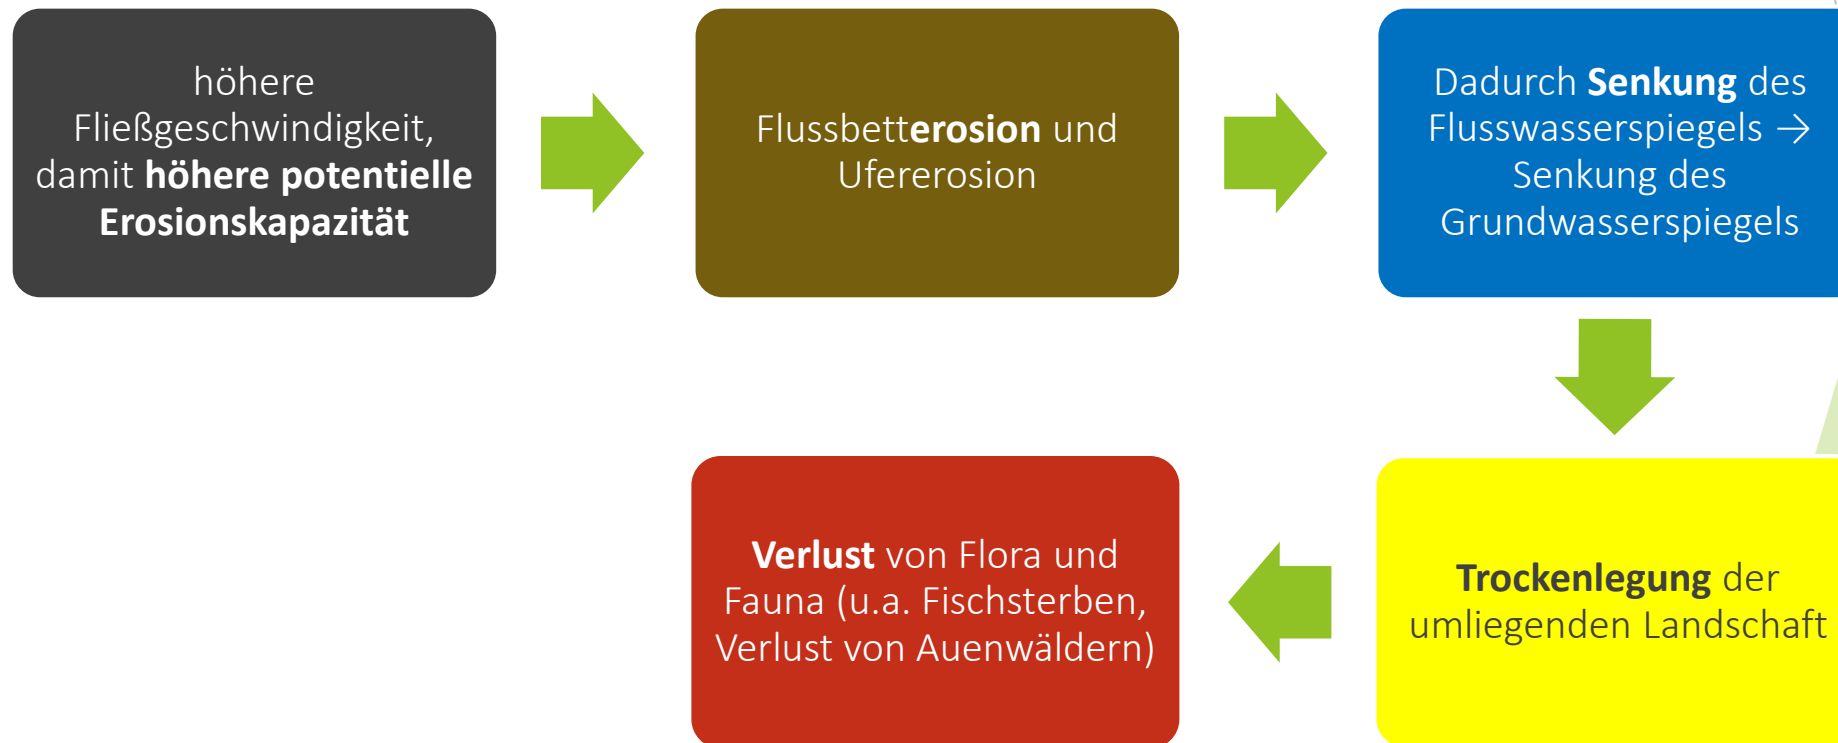 höhere
Fließgeschwindigkeit,
damit höhere potentielle
Erosionskapazität
Flussbetterosion und
Ufererosion
Dadurch Senkung des
Flusswasserspiegels →
Senkung des
Grundwasserspiegels
Trockenlegung der
umliegenden Landschaft
Verlust von Flora und
Fauna (u.a. Fischsterben,
Verlust von Auenwäldern)